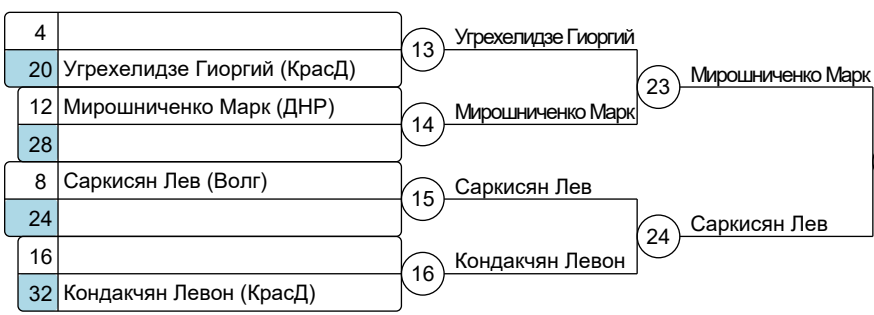 4
20 Угрехелидзе Гиоргий (КрасД)
13 Угрехелидзе Гиоргий
12 Мирошниченко Марк (ДНР)
28
14 Мирошниченко Марк
23 Мирошниченко Марк
8 Саркисян Лев (Волг)
24
15 Саркисян Лев
16
32 Кондакчян Левон (КрасД)
16 Кондакчян Левон
24 Саркисян Лев